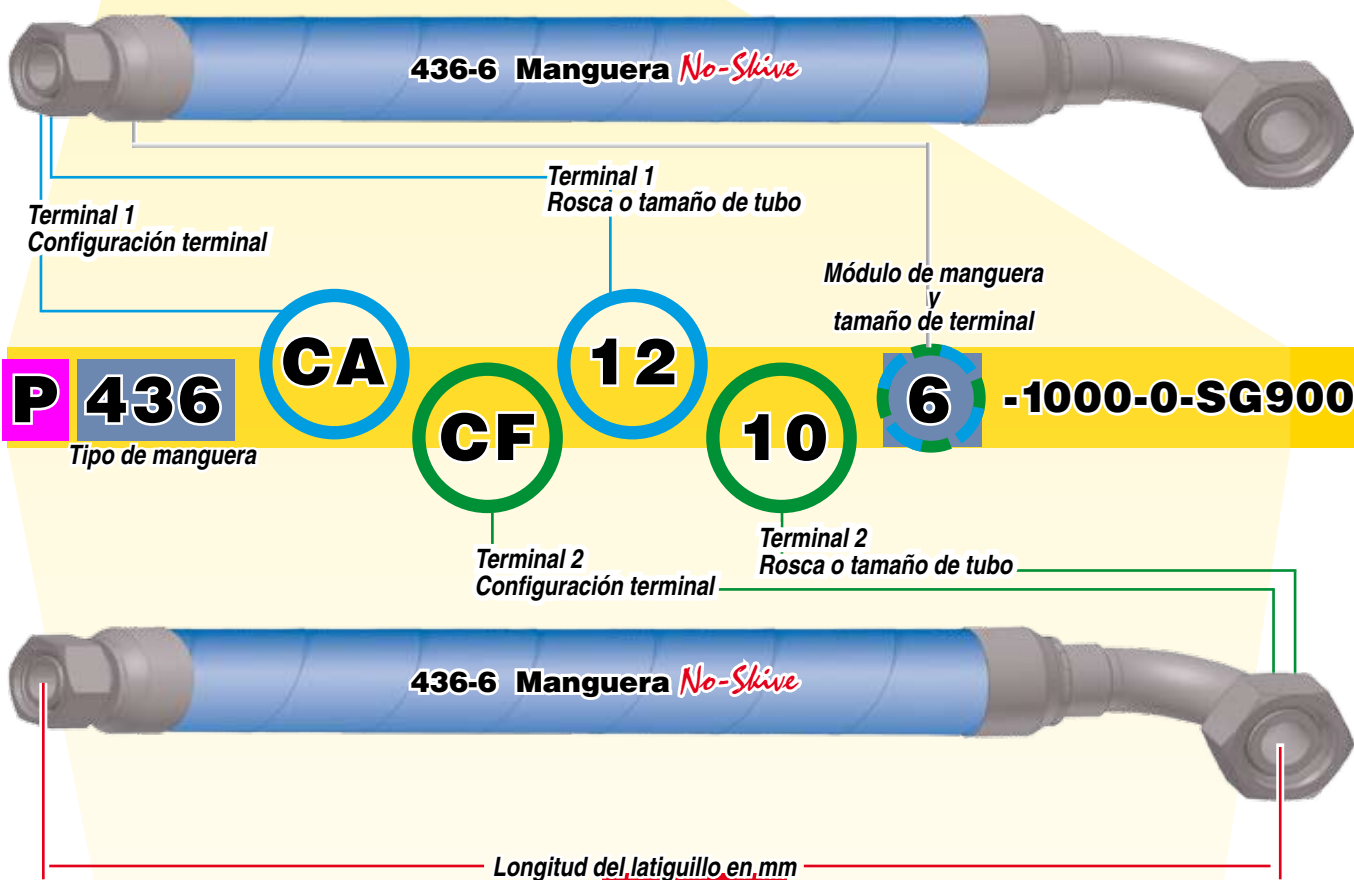 436-6 Manguera No-Skive
Terminal 1
Rosca o tamaño de tubo
Terminal 1
Configuración terminal
Módulo de manguera
y
tamaño de terminal
P 436 CA CF 12 10 6 -1000-0-SG900
Tipo de manguera
Terminal 2
Configuración terminal
Terminal 2
Rosca o tamaño de tubo
436-6 Manguera No-Skive
Longitud del latiguillo en mm